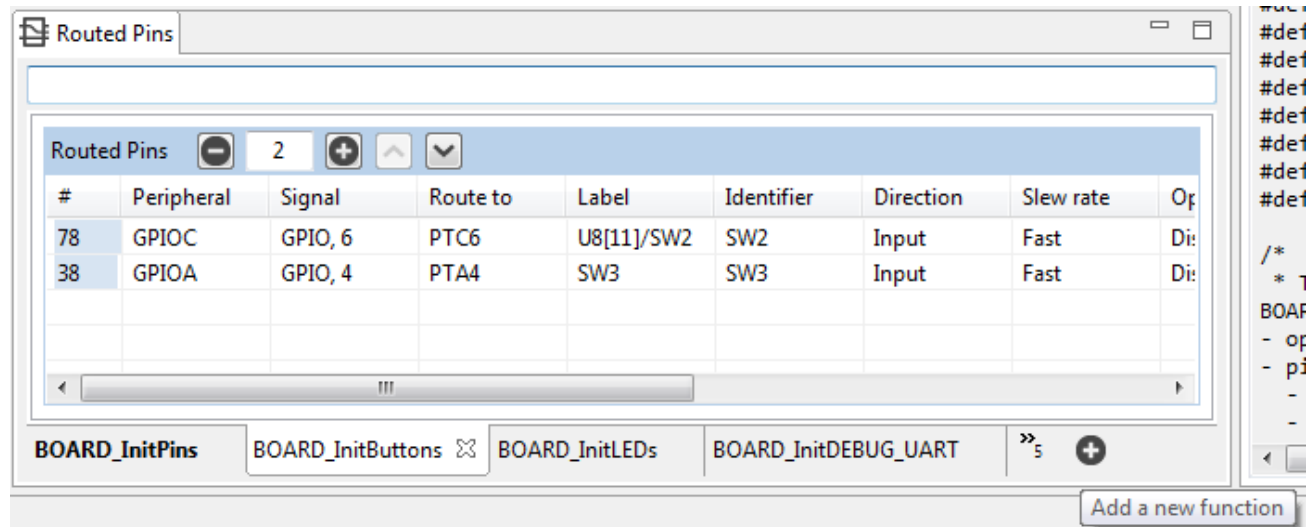 Routed Pins
Routed Pins 2
# Peripheral Signal Route to Label Identifier Direction Slew rate
78 GPIOC GPIO, 6 PTC6 U8[11]/SW2 SW2 Input Fast
38 GPIOA GPIO, 4 PTA4 SW3 SW3 Input Fast
BOARD_InitPins BOARD_InitButtons BOARD_InitLEDs BOARD_InitDEBUG_UART »5
Add a new function
#def
#def
#def
#def
#def
#def
#def
/*
* T
BOAR
- op
- pi
-
-